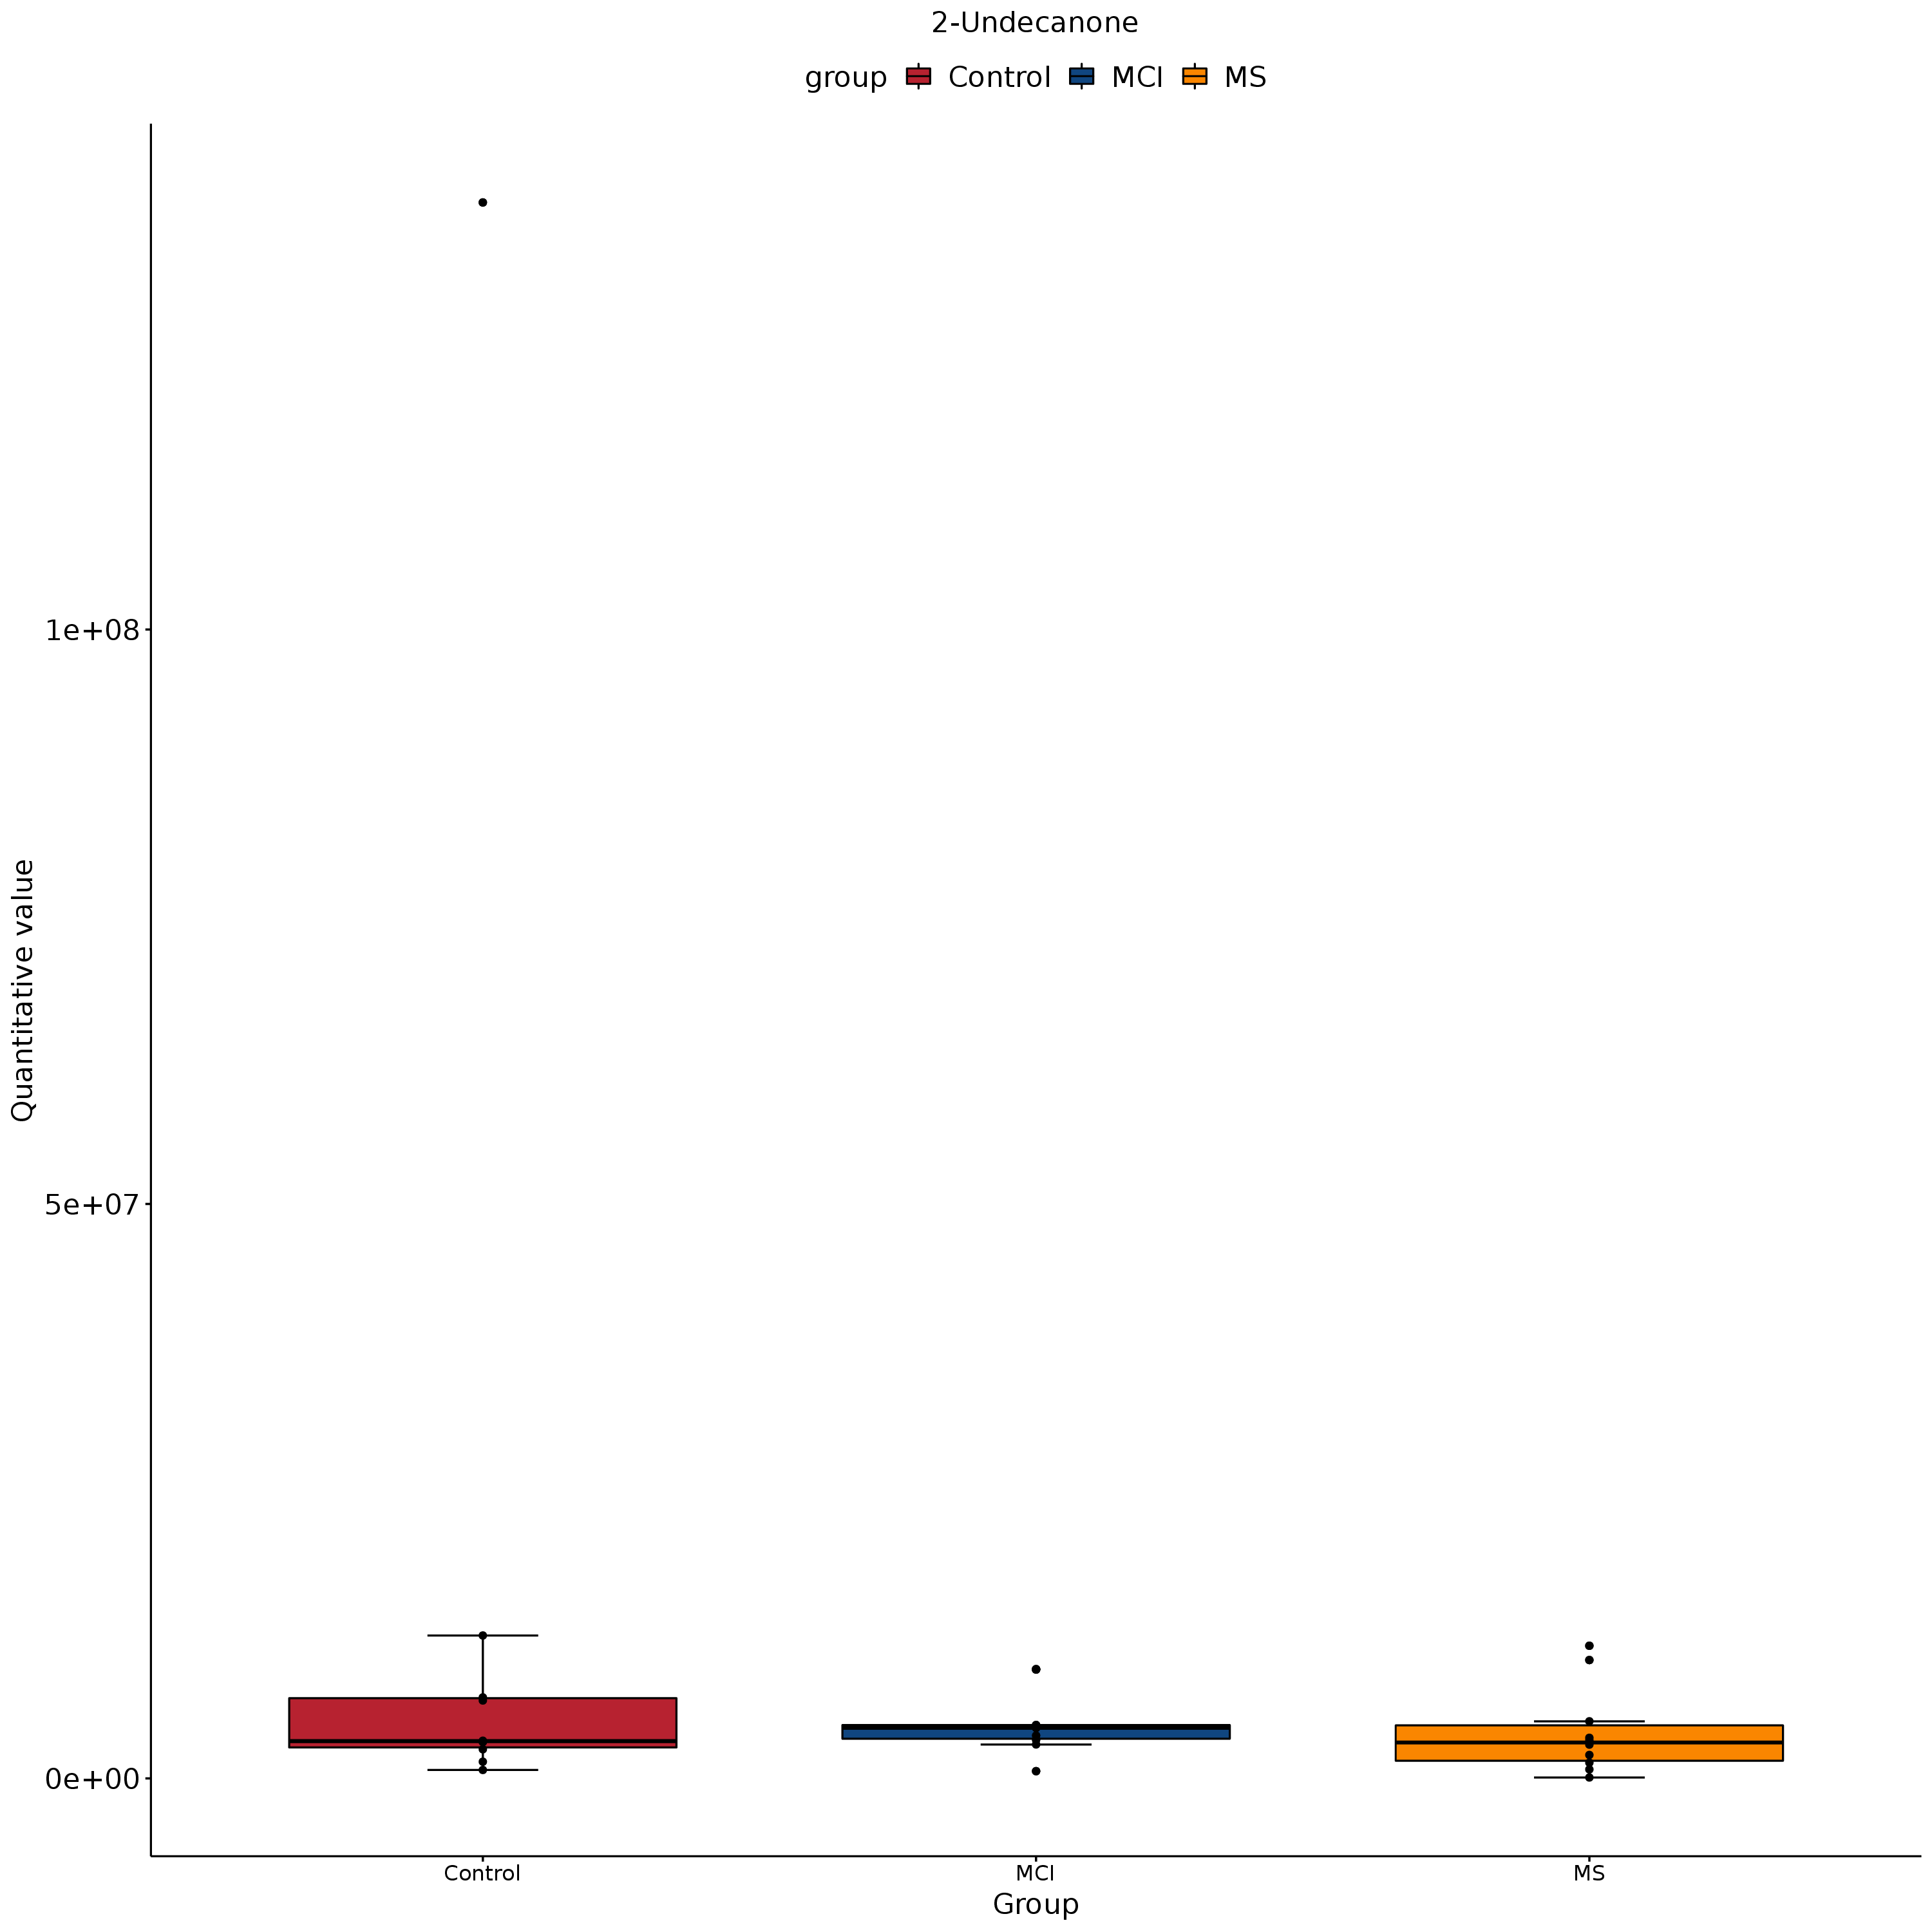 2-Undecanone
group Control MCI MS
Quantitative value
1e+08
5e+07
0e+00
Control MCI MS
Group